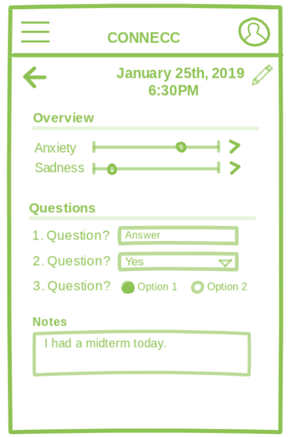 CONNECC
January 25th, 2019
6:30PM
Overview
Anxiety
Sadness
Questions
1. Question? Answer
2. Question? Yes
3. Question? Option 1 Option 2
Notes
I had a midterm today.